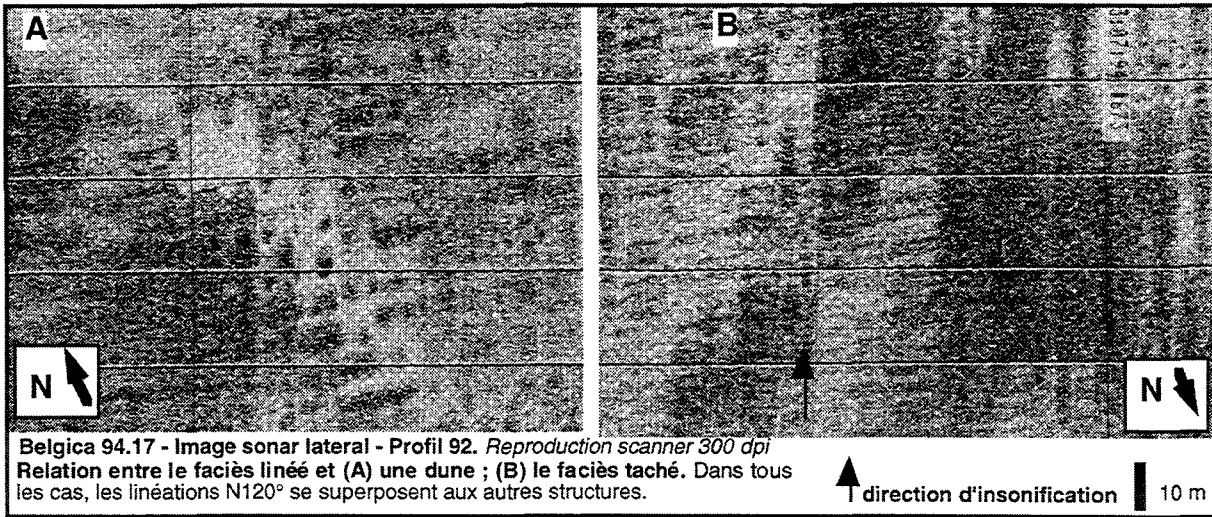 A
B
N
N
Belgica 94.17 - Image sonar lateral - Profil 92. Reproduction scanner 300 dpi
Relation entre le faciès linéé et (A) une dune ; (B) le faciès taché. Dans tous
les cas, les linéations N120° se superposent aux autres structures.
direction d'insonification
10 m